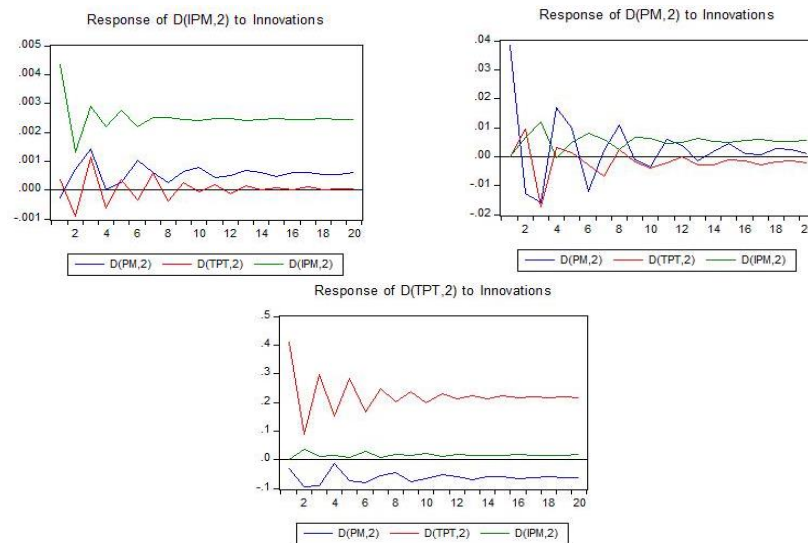 Response of D(IPM,2) to Innovations
.005
.004
.003
.002
.001
.000
-.001
2 4 6 8 10 12 14 16 18 20
D(PM,2) D(TPT,2) D(IPM,2)
Response of D(PM,2) to Innovations
.04
.03
.02
.01
.00
-.01
-.02
2 4 6 8 10 12 14 16 18 20
D(PM,2) D(TPT,2) D(IPM,2)
Response of D(TPT,2) to Innovations
.5
.4
.3
.2
.1
.0
-.1
2 4 6 8 10 12 14 16 18 20
D(PM,2) D(TPT,2) D(IPM,2)